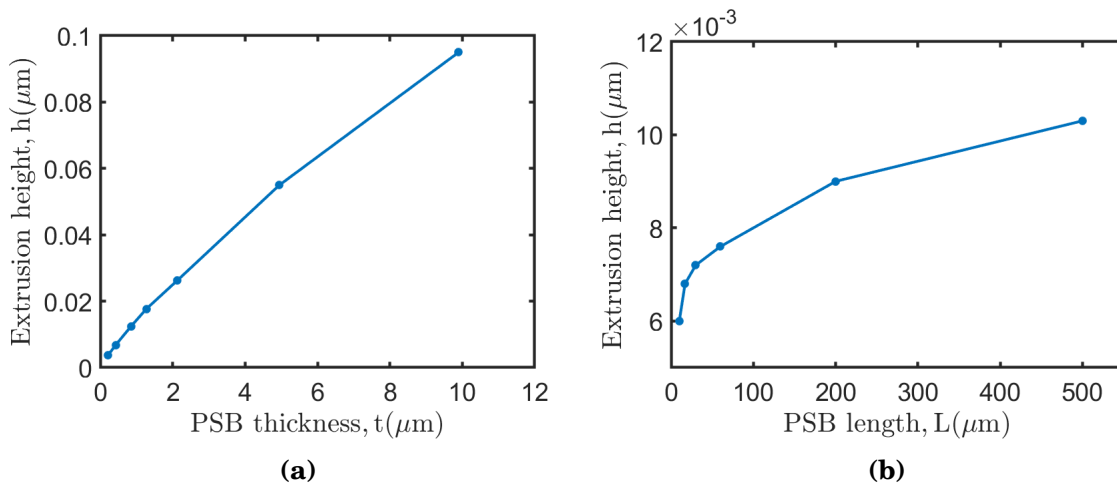 0.1
0.08
0.06
0.04
0.02
0
Extrusion height, h(μm)
0 2 4 6 8 10 12
PSB thickness, t(μm)
(a)
×10⁻³
12
10
8
6
Extrusion height, h(μm)
0 100 200 300 400 500
PSB length, L(μm)
(b)